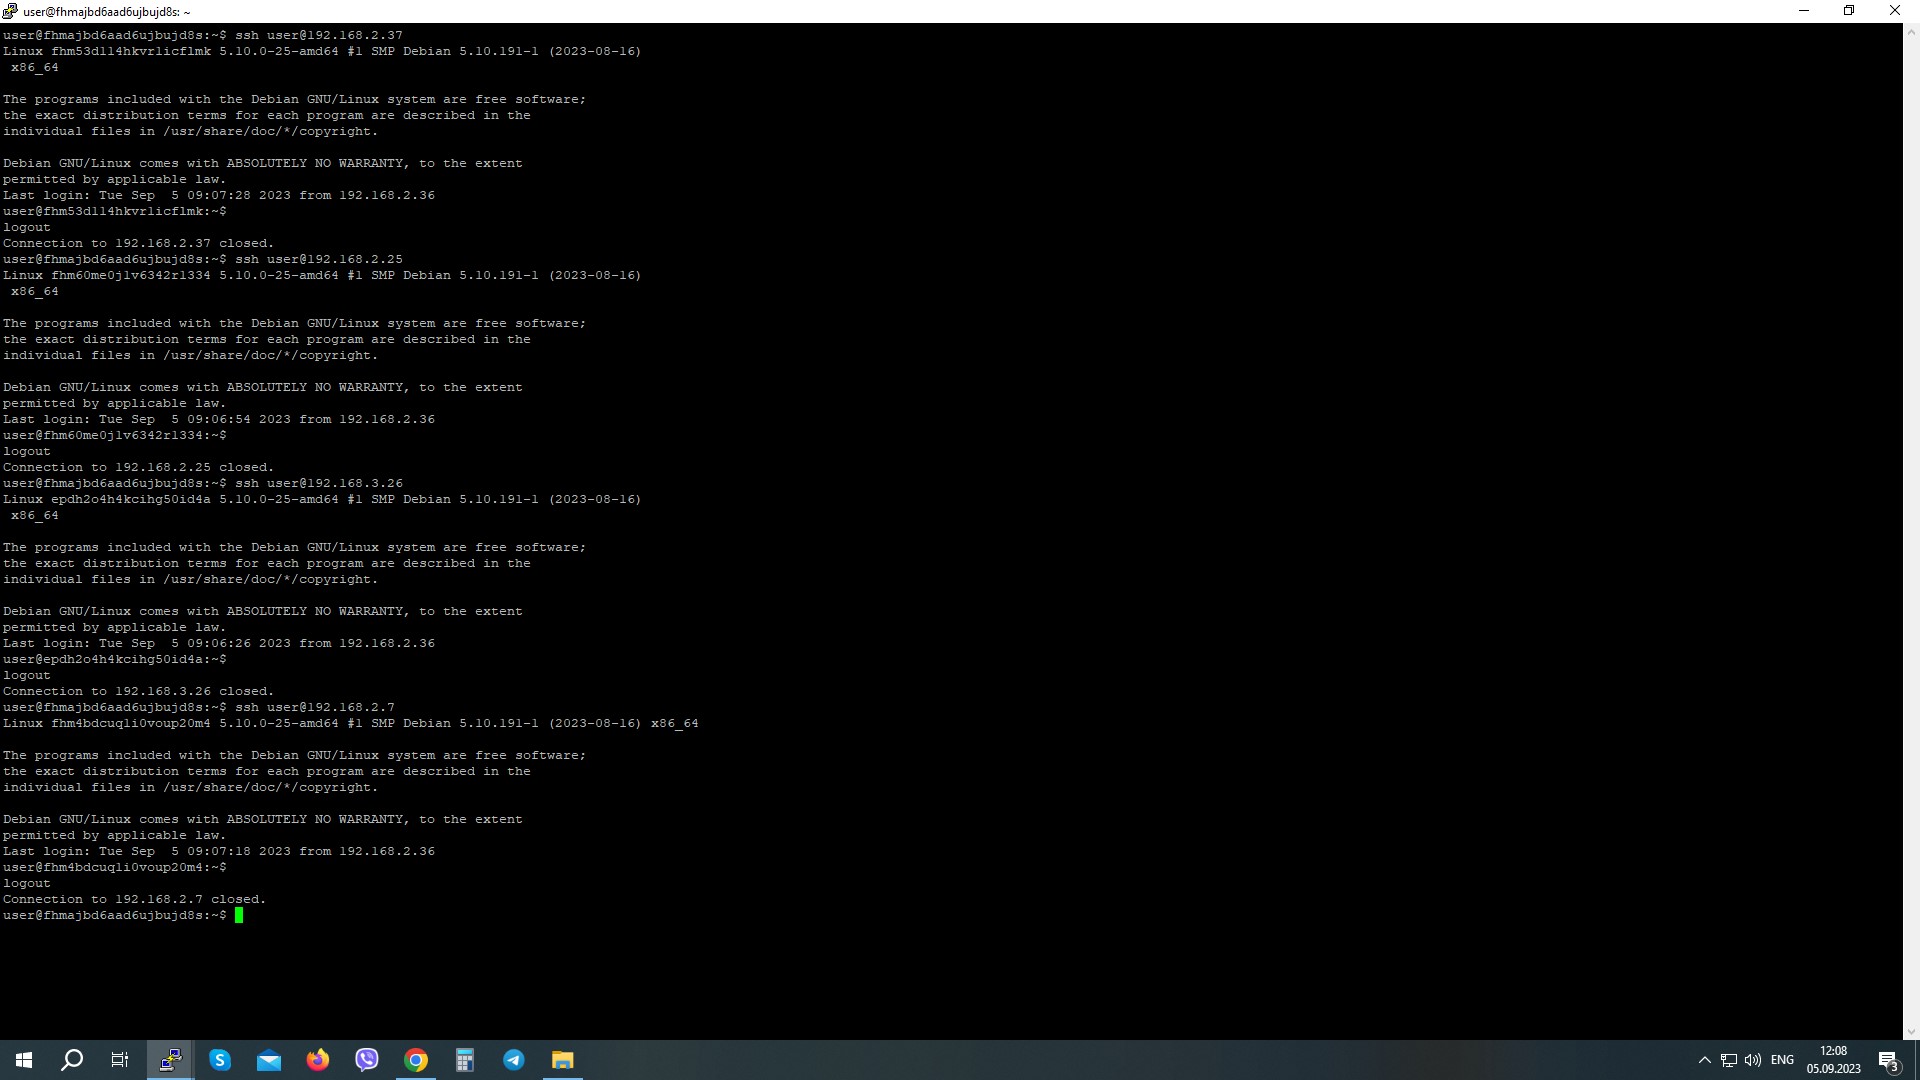 user@fhmajbd6aad6ujbujd8s: ~
user@fhmajbd6aad6ujbujd8s:~$ ssh user@192.168.2.37
Linux fhm53d114hkvr1icflmk 5.10.0-25-amd64 #1 SMP Debian 5.10.191-1 (2023-08-16)
 x86_64
The programs included with the Debian GNU/Linux system are free software;
the exact distribution terms for each program are described in the
individual files in /usr/share/doc/*/copyright.
Debian GNU/Linux comes with ABSOLUTELY NO WARRANTY, to the extent
permitted by applicable law.
Last login: Tue Sep  5 09:07:28 2023 from 192.168.2.36
user@fhm53d114hkvr1icflmk:~$
logout
Connection to 192.168.2.37 closed.
user@fhmajbd6aad6ujbujd8s:~$ ssh user@192.168.2.25
Linux fhm60me0j1v6342r1334 5.10.0-25-amd64 #1 SMP Debian 5.10.191-1 (2023-08-16)
 x86_64
The programs included with the Debian GNU/Linux system are free software;
the exact distribution terms for each program are described in the
individual files in /usr/share/doc/*/copyright.
Debian GNU/Linux comes with ABSOLUTELY NO WARRANTY, to the extent
permitted by applicable law.
Last login: Tue Sep  5 09:06:54 2023 from 192.168.2.36
user@fhm60me0j1v6342r1334:~$
logout
Connection to 192.168.2.25 closed.
user@fhmajbd6aad6ujbujd8s:~$ ssh user@192.168.3.26
Linux epdh2o4h4kcihg50id4a 5.10.0-25-amd64 #1 SMP Debian 5.10.191-1 (2023-08-16)
 x86_64
The programs included with the Debian GNU/Linux system are free software;
the exact distribution terms for each program are described in the
individual files in /usr/share/doc/*/copyright.
Debian GNU/Linux comes with ABSOLUTELY NO WARRANTY, to the extent
permitted by applicable law.
Last login: Tue Sep  5 09:06:26 2023 from 192.168.2.36
user@epdh2o4h4kcihg50id4a:~$
logout
Connection to 192.168.3.26 closed.
user@fhmajbd6aad6ujbujd8s:~$ ssh user@192.168.2.7
Linux fhm4bdcuqli0voup20m4 5.10.0-25-amd64 #1 SMP Debian 5.10.191-1 (2023-08-16) x86_64
The programs included with the Debian GNU/Linux system are free software;
the exact distribution terms for each program are described in the
individual files in /usr/share/doc/*/copyright.
Debian GNU/Linux comes with ABSOLUTELY NO WARRANTY, to the extent
permitted by applicable law.
Last login: Tue Sep  5 09:07:18 2023 from 192.168.2.36
user@fhm4bdcuqli0voup20m4:~$
logout
Connection to 192.168.2.7 closed.
user@fhmajbd6aad6ujbujd8s:~$
ENG
12:08
05.09.2023
3